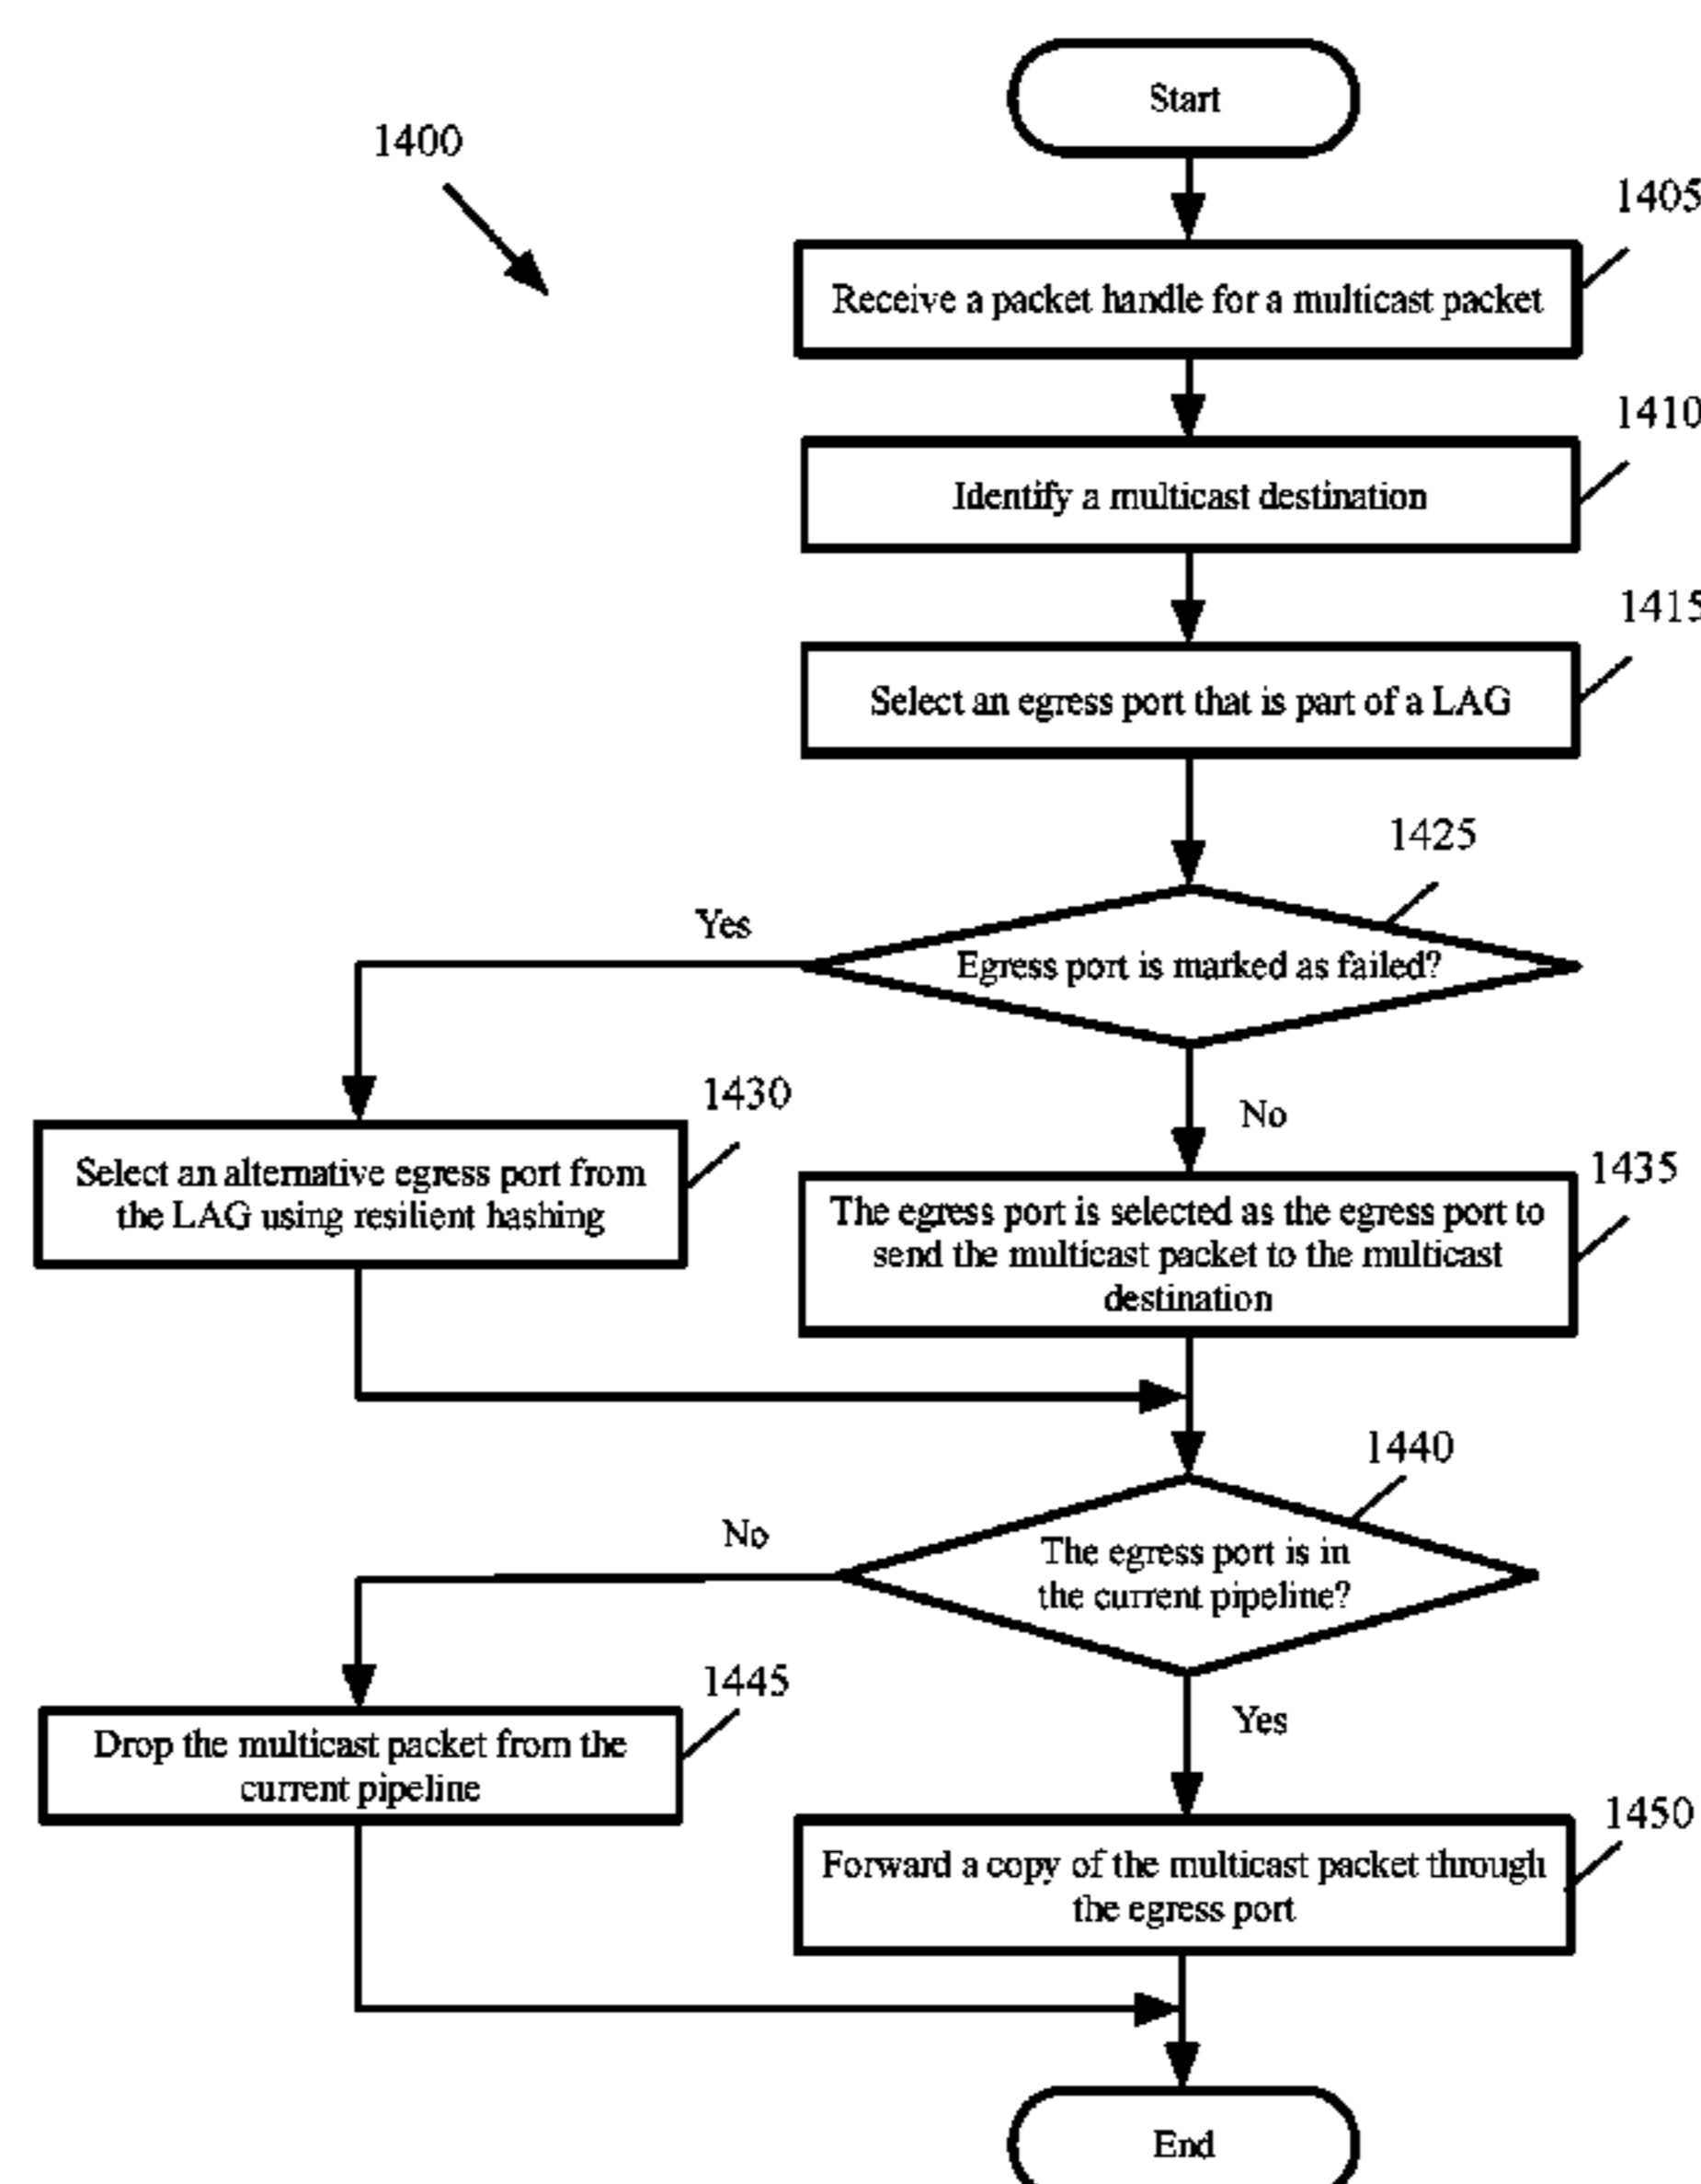 Start
1400
1405
Receive a packet handle for a multicast packet
1410
Identify a multicast destination
1415
Select an egress port that is part of a LAG
1425
Yes
Egress port is marked as failed?
No
1430
Select an alternative egress port from
the LAG using resilient hashing
1435
The egress port is selected as the egress port to
send the multicast packet to the multicast
destination
1440
No
The egress port is in
the current pipeline?
Yes
1445
Drop the multicast packet from the
current pipeline
1450
Forward a copy of the multicast packet through
the egress port
End